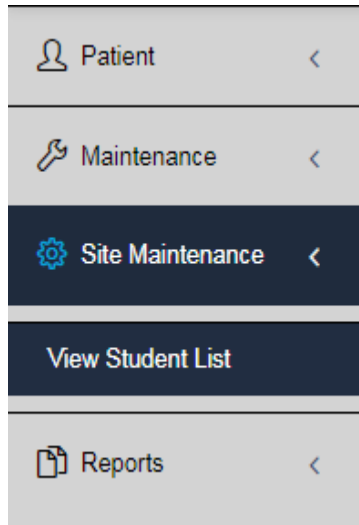 Patient
Maintenance
Site Maintenance
View Student List
Reports